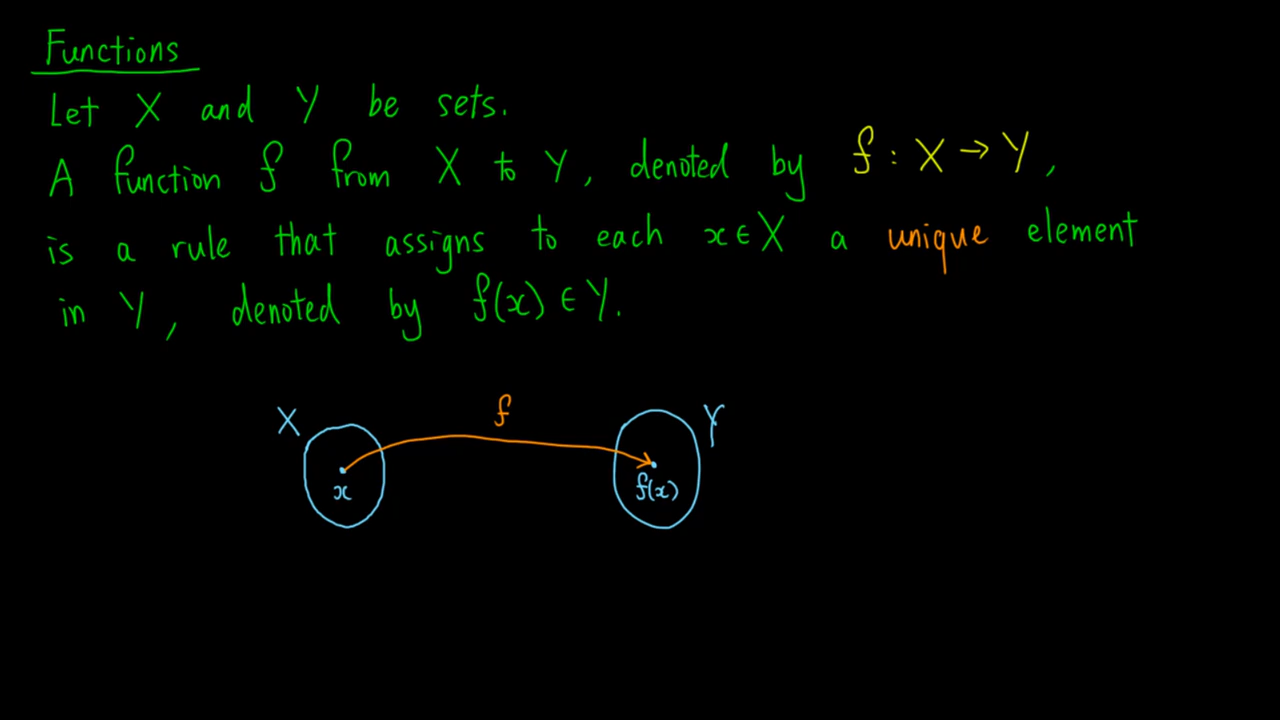 Functions
Let X and Y be sets.
A function f from X to Y, denoted by f : X → Y,
is a rule that assigns to each x ∈ X a unique element
in Y, denoted by f(x) ∈ Y.
X f Y
x f(x)